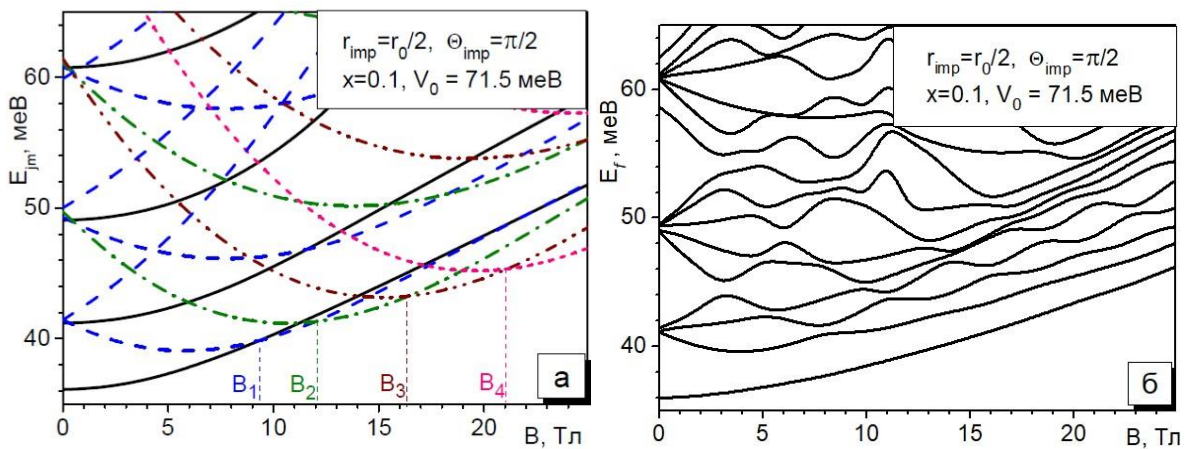 r_imp=r_0/2, Θ_imp=π/2
x=0.1, V_0 = 71.5 меВ
E_jm, меВ
60
50
40
B_1
B_2
B_3
B_4
а
0
5
10
15
20
B, Тл
r_imp=r_0/2, Θ_imp=π/2
x=0.1, V_0 = 71.5 меВ
E_f, меВ
60
50
40
б
0
5
10
15
20
B, Тл